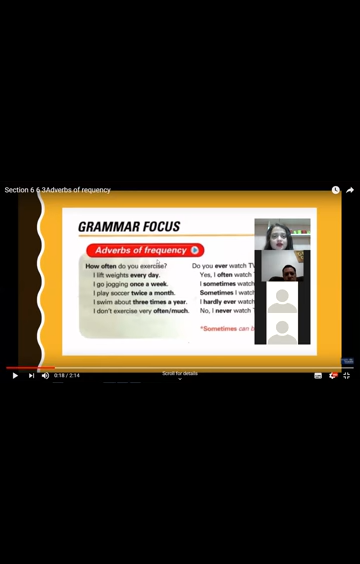 Section 6 6.3Adverbs of requency
GRAMMAR FOCUS
Adverbs of frequency
How often do you exercise?
I lift weights every day.
I go jogging once a week.
I play soccer twice a month.
I swim about three times a year.
I don't exercise very often/much.
Do you ever watch TV
Yes, I often watch
I sometimes watch
Sometimes I watch
I hardly ever watch
No, I never watch
*Sometimes can b
0:18 / 2:14
Scroll for details